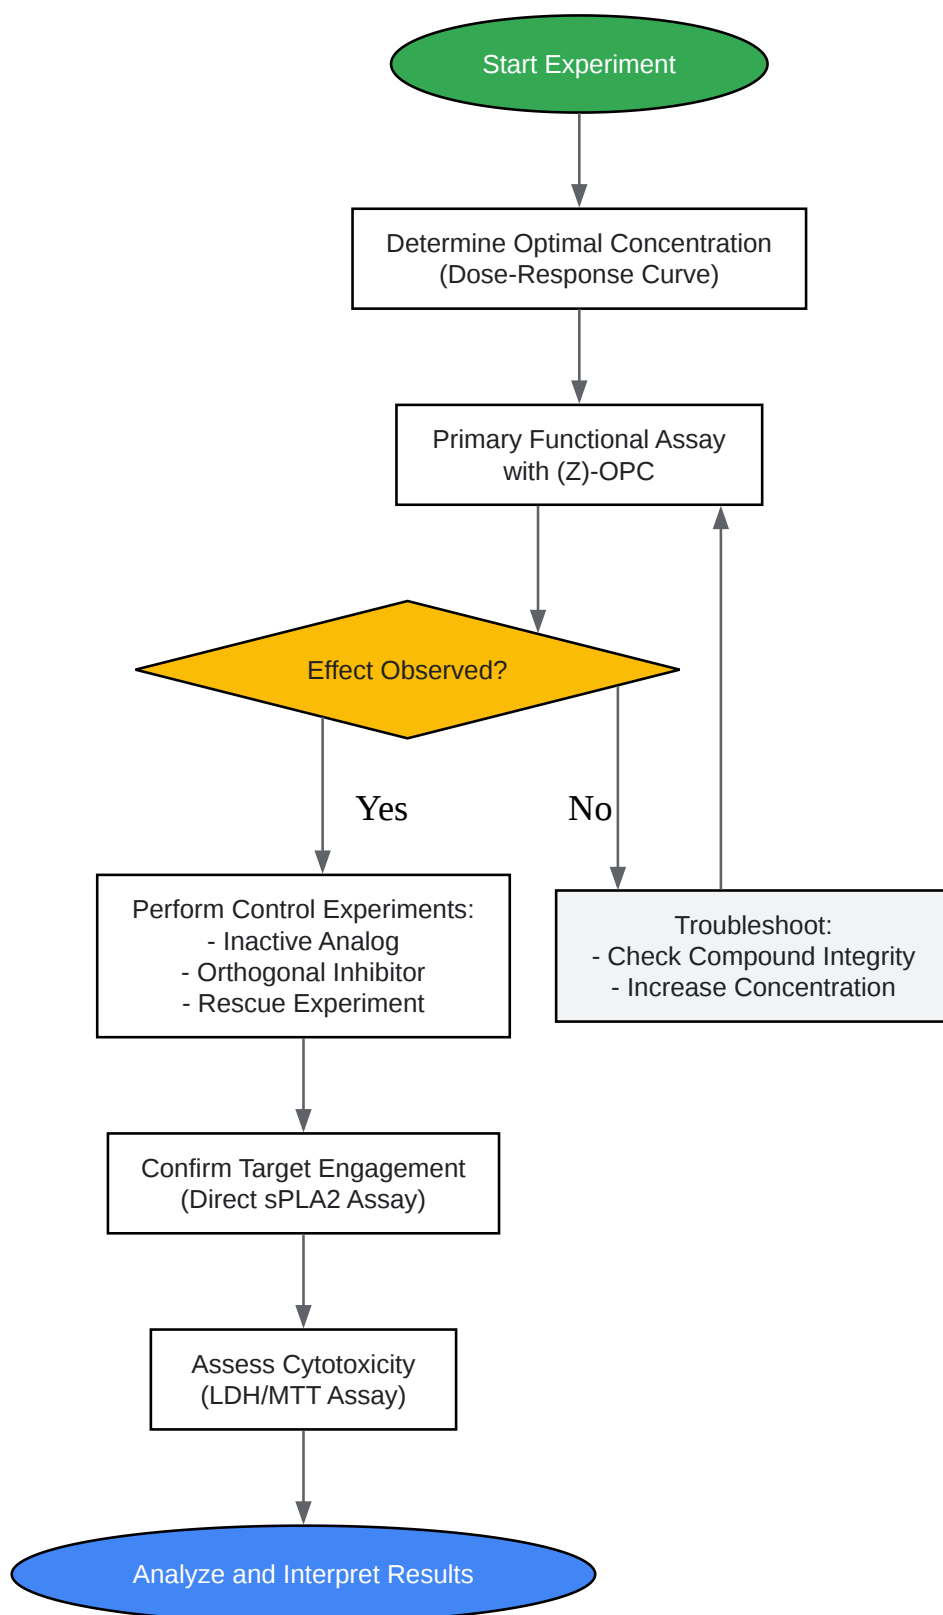 Start Experiment
Determine Optimal Concentration
(Dose-Response Curve)
Primary Functional Assay
with (Z)-OPC
Effect Observed?
Yes
No
Perform Control Experiments:
- Inactive Analog
- Orthogonal Inhibitor
- Rescue Experiment
Troubleshoot:
- Check Compound Integrity
- Increase Concentration
Confirm Target Engagement
(Direct sPLA2 Assay)
Assess Cytotoxicity
(LDH/MTT Assay)
Analyze and Interpret Results